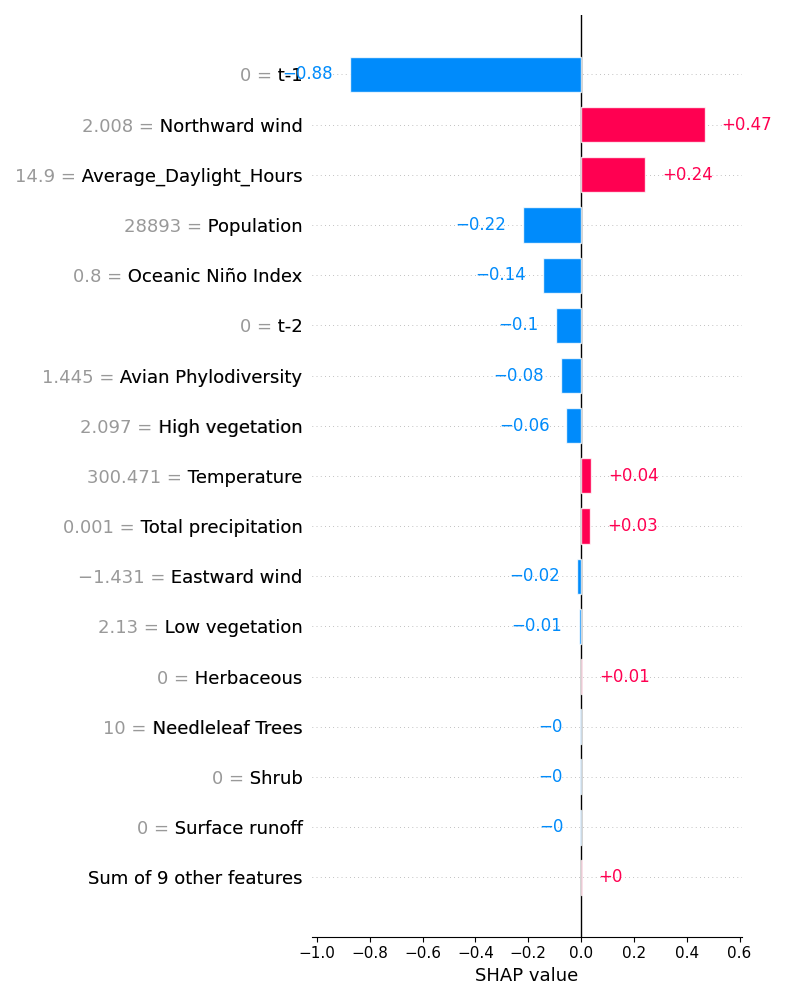 0 = t-1 −0.88
2.008 = Northward wind +0.47
14.9 = Average_Daylight_Hours +0.24
28893 = Population −0.22
0.8 = Oceanic Niño Index −0.14
0 = t-2 −0.1
1.445 = Avian Phylodiversity −0.08
2.097 = High vegetation −0.06
300.471 = Temperature +0.04
0.001 = Total precipitation +0.03
−1.431 = Eastward wind −0.02
2.13 = Low vegetation −0.01
0 = Herbaceous +0.01
10 = Needleleaf Trees −0
0 = Shrub −0
0 = Surface runoff −0
Sum of 9 other features +0
−1.0 −0.8 −0.6 −0.4 −0.2 0.0 0.2 0.4 0.6
SHAP value